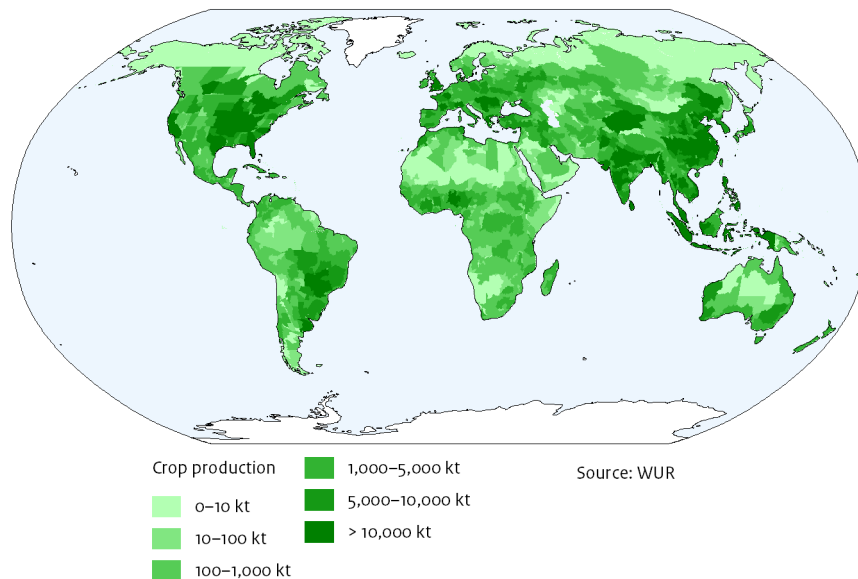 Crop production
0–10 kt
10–100 kt
100–1,000 kt
1,000–5,000 kt
5,000–10,000 kt
> 10,000 kt
Source: WUR